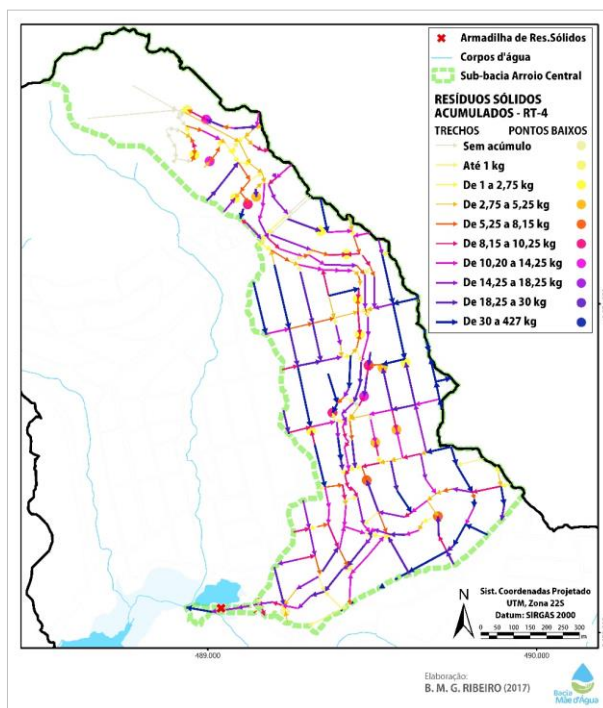 Armadilha de Res.Sólidos
Corpos d'água
Sub-bacia Arroio Central
RESÍDUOS SÓLIDOS
ACUMULADOS - RT-4
TRECHOS PONTOS BAIXOS
Sem acúmulo
Até 1 kg
De 1 a 2,75 kg
De 2,75 a 5,25 kg
De 5,25 a 8,15 kg
De 8,15 a 10,25 kg
De 10,20 a 14,25 kg
De 14,25 a 18,25 kg
De 18,25 a 30 kg
De 30 a 427 kg
Sist. Coordenadas Projetado
UTM, Zona 22S
Datum: SIRGAS 2000
N
0 50 100 150 200 250 300
m
489.000 490.000
Elaboração:
B. M. G. RIBEIRO (2017)
Bacia
Mãe d'Água